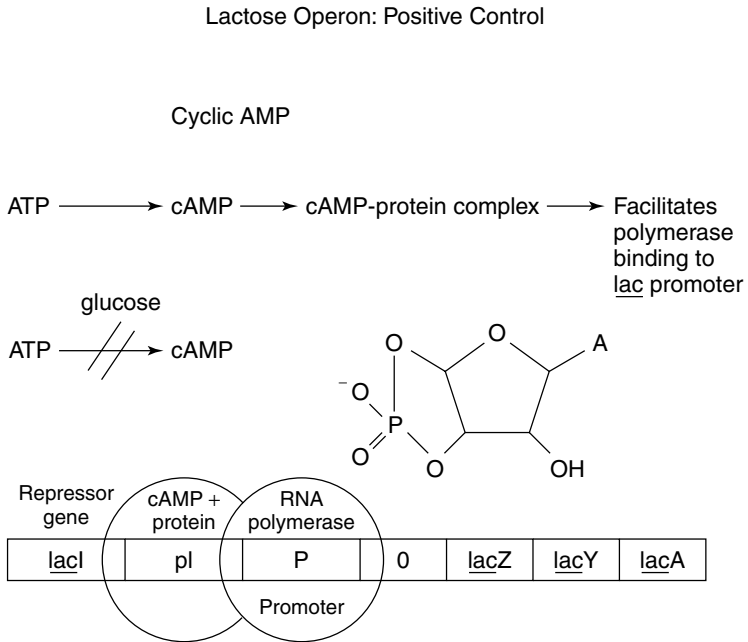 Lactose Operon: Positive Control
Cyclic AMP
ATP cAMP cAMP-protein complex Facilitates
polymerase
binding to
lac promoter
glucose
ATP cAMP
O
O
A
–O
P
O
O
OH
Repressor
gene
cAMP +
protein
RNA
polymerase
lacI pI P 0 lacZ lacY lacA
Promoter